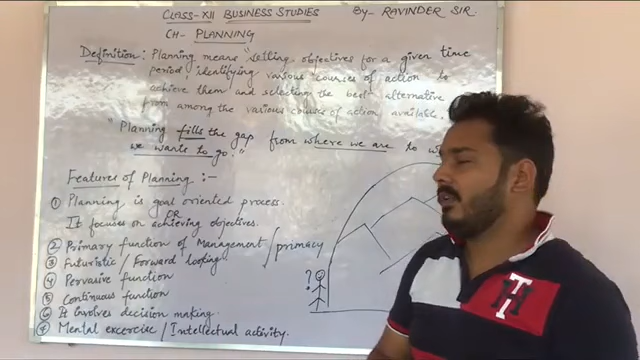 CLASS-XII BUSINESS STUDIES By- RAVINDER SIR.
CH- PLANNING
Definition: Planning means "setting objectives for a given time
period, identifying various courses of action to
achieve them and selecting the best alternative
from among the various courses of action available.
"Planning fills the gap from where we are to
we wants to go."
Features of Planning :-
① Planning is goal oriented process.
OR
It focuses on achieving objectives.
② Primary function of Management / primacy
③ Futuristic / Forward looking
④ Pervasive function
⑤ Continuous function
⑥ It Involves decision making.
⑦ Mental excercise / Intellectual activity.
?
TH